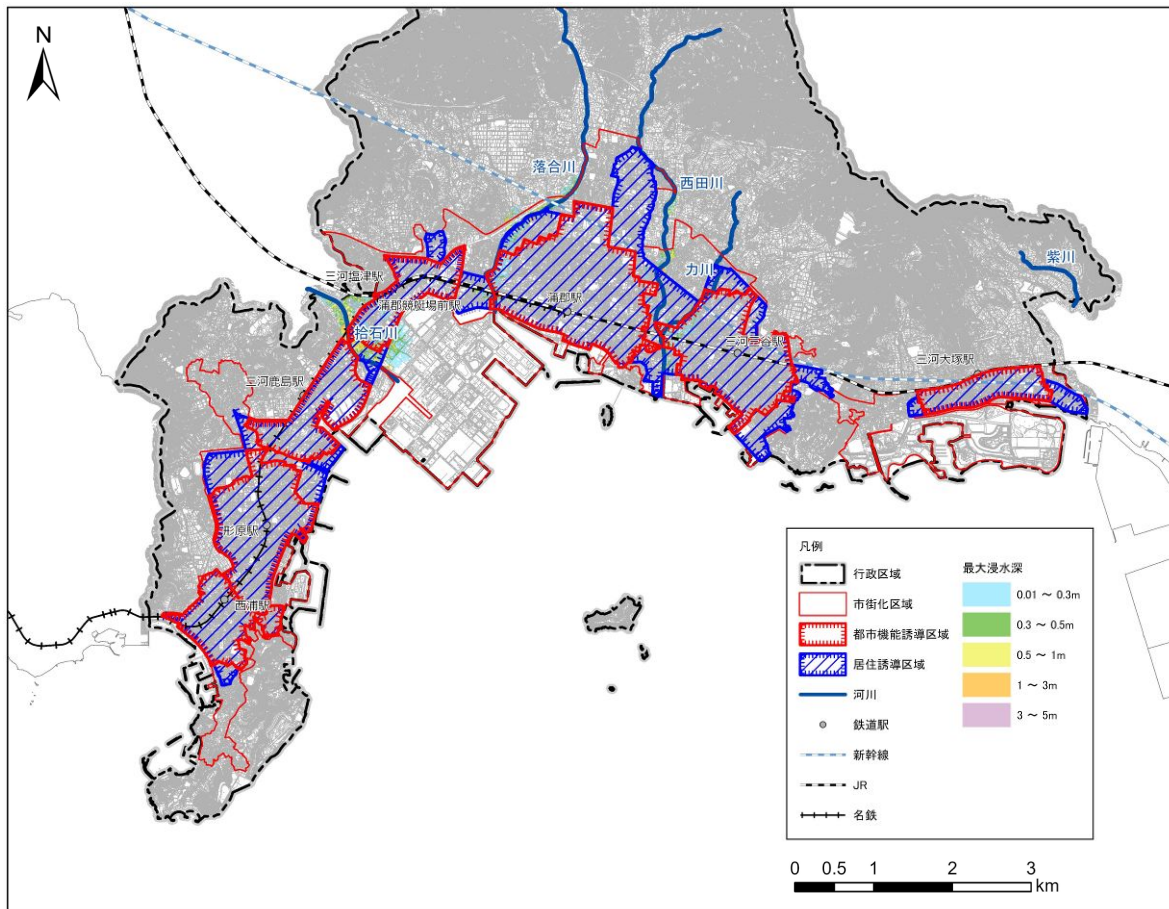 N
落合川
西田川
力川
紫川
三河塩津駅
蒲郡競艇場前駅
蒲郡駅
拾石川
三河三谷駅
三河大塚駅
三河鹿島駅
形原駅
西浦駅
凡例
行政区域
市街化区域
都市機能誘導区域
居住誘導区域
河川
鉄道駅
新幹線
JR
名鉄
最大浸水深
0.01 ～ 0.3m
0.3 ～ 0.5m
0.5 ～ 1m
1 ～ 3m
3 ～ 5m
0 0.5 1 2 3
km